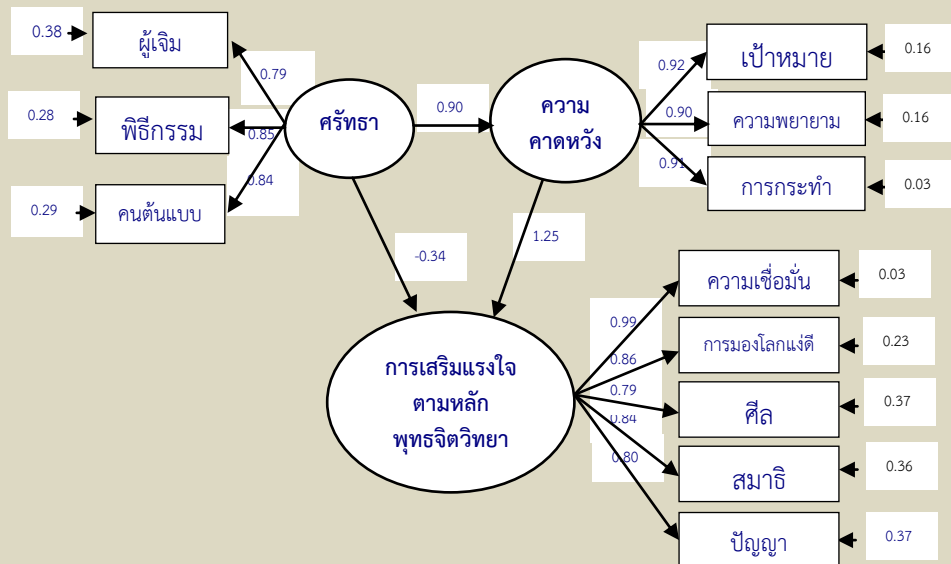 0.38
ผู้เจิม
0.79
0.28
พิธีกรรม
0.85
0.29
คนต้นแบบ
0.84
ศรัทธา
0.90
ความ
คาดหวัง
0.92
เป้าหมาย
0.16
0.90
ความพยายาม
0.16
0.91
การกระทำ
0.03
-0.34
1.25
การเสริมแรงใจ
ตามหลัก
พุทธจิตวิทยา
0.99
ความเชื่อมั่น
0.03
0.86
การมองโลกแง่ดี
0.23
0.79
ศีล
0.37
0.84
สมาธิ
0.36
0.80
ปัญญา
0.37